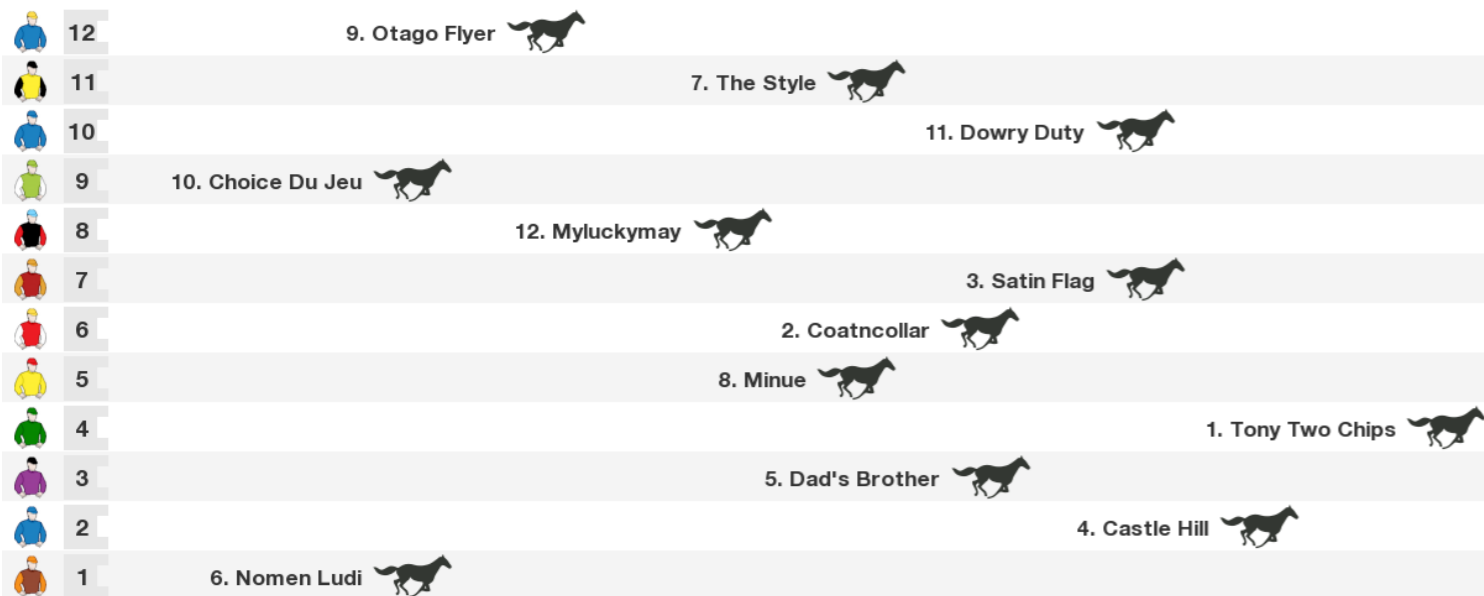 12 9. Otago Flyer
11 7. The Style
10 11. Dowry Duty
9 10. Choice Du Jeu
8 12. Myluckymay
7 3. Satin Flag
6 2. Coatncollar
5 8. Minue
4 1. Tony Two Chips
3 5. Dad's Brother
2 4. Castle Hill
1 6. Nomen Ludi